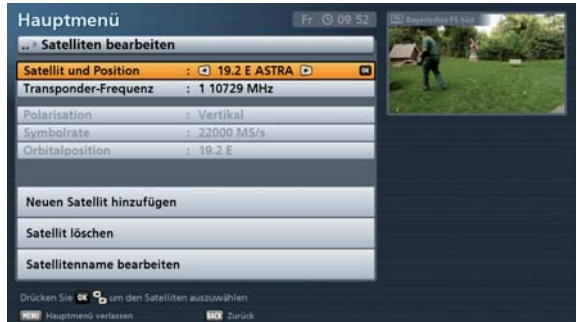 Hauptmenü
Fr 09 52
Bayerisches FS Süd
.. Satelliten bearbeiten
Satellit und Position : 19.2 E ASTRA OK
Transponder-Frequenz : 1 10729 MHz
Polarisation : Vertikal
Symbolrate : 22000 MS/s
Orbitalposition : 19.2 E
Neuen Satellit hinzufügen
Satellit löschen
Satellitenname bearbeiten
Drücken Sie OK um den Satelliten auszuwählen
MENU Hauptmenü verlassen BACK Zurück